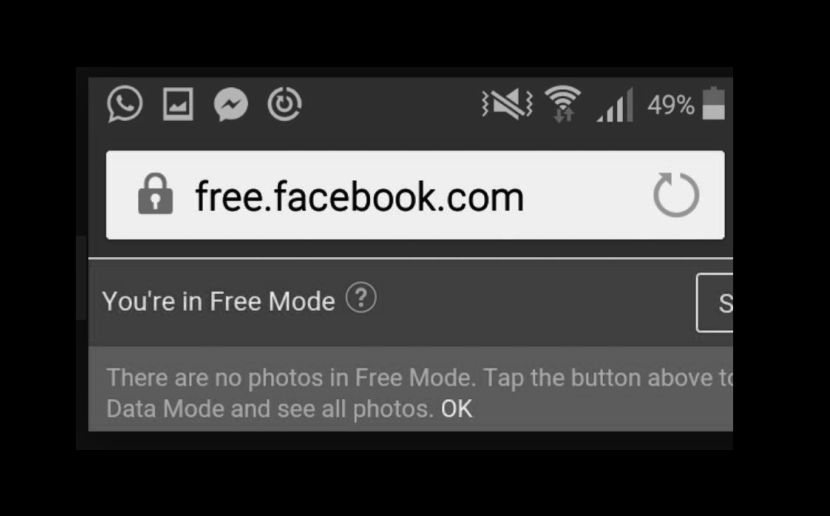 49%
free.facebook.com
You're in Free Mode ?
There are no photos in Free Mode. Tap the button above
Data Mode and see all photos. OK